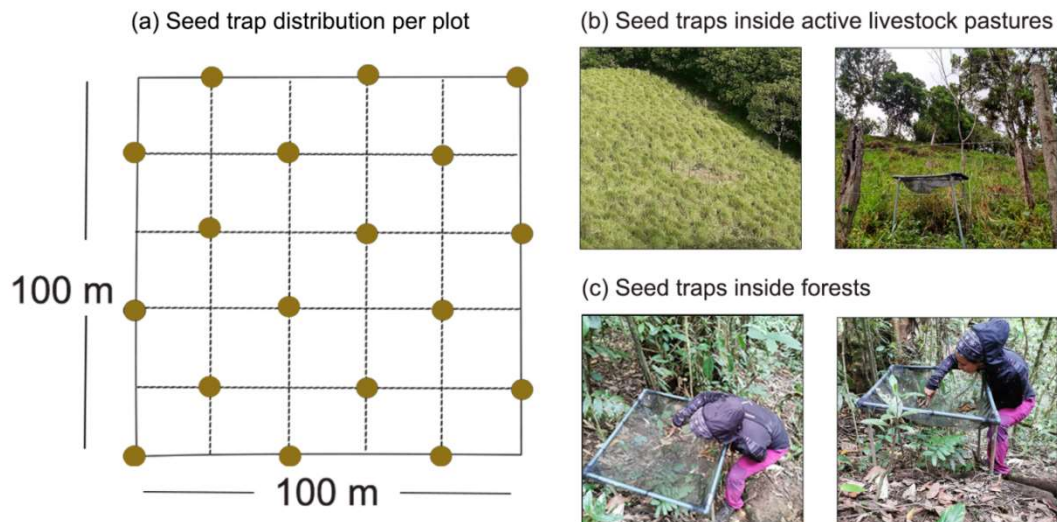 (a) Seed trap distribution per plot
100 m
100 m
(b) Seed traps inside active livestock pastures
(c) Seed traps inside forests